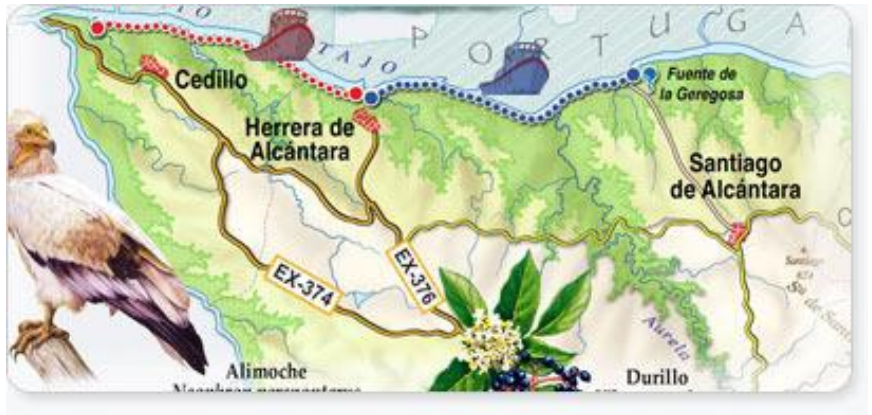 TAJO
PORTUGA
Cedillo
Fuente de
la Geregosa
Herrera de
Alcántara
Santiago
de Alcántara
EX-374
EX-376
Aurela
Alimoche
Durillo